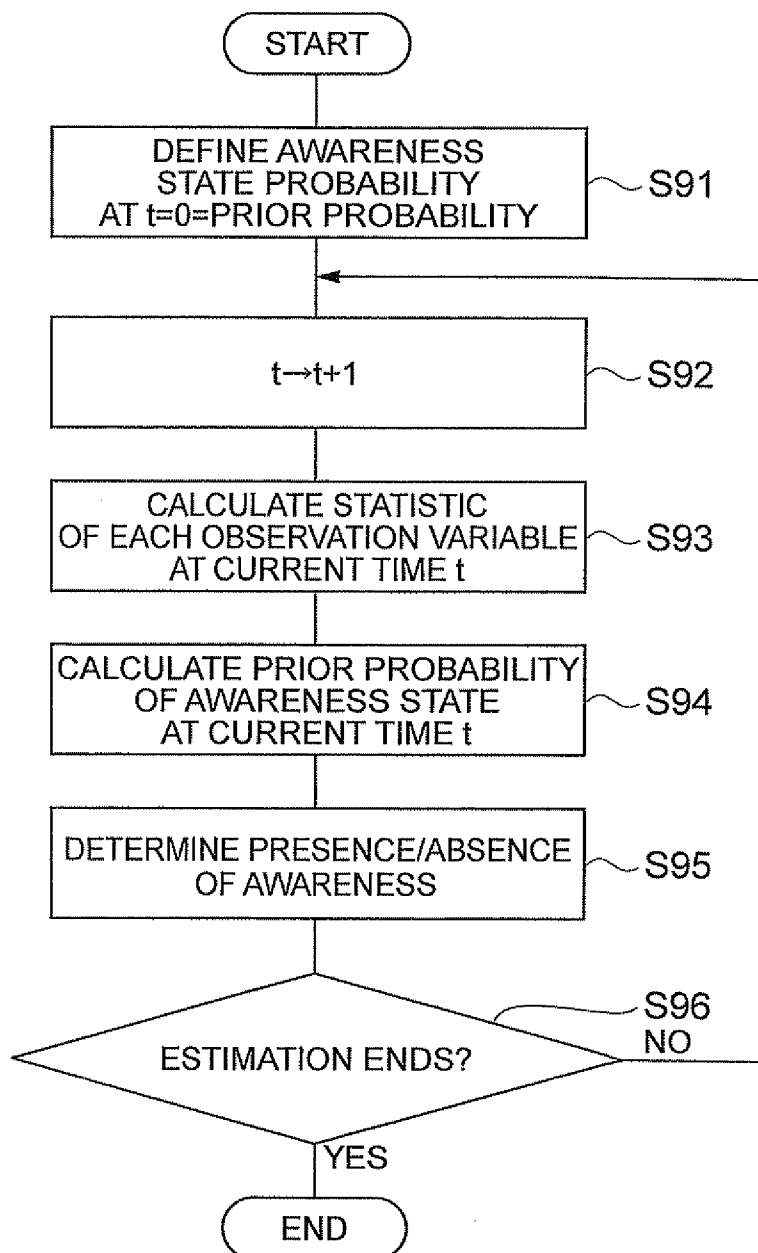 START
DEFINE AWARENESS
STATE PROBABILITY
AT t=0=PRIOR PROBABILITY
S91
t→t+1
S92
CALCULATE STATISTIC
OF EACH OBSERVATION VARIABLE
AT CURRENT TIME t
S93
CALCULATE PRIOR PROBABILITY
OF AWARENESS STATE
AT CURRENT TIME t
S94
DETERMINE PRESENCE/ABSENCE
OF AWARENESS
S95
S96
ESTIMATION ENDS?
NO
YES
END